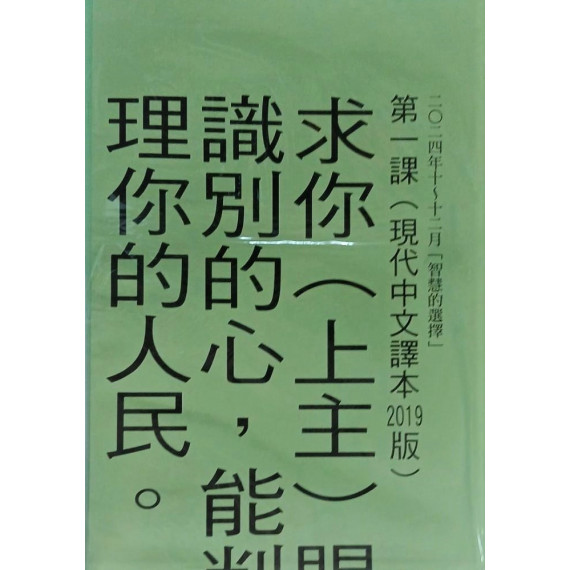 二〇二四年十～十二月「智慧的選擇」
第一課（現代中文譯本2019版）
求你（上主）
識別的心，能判
理你的人民。